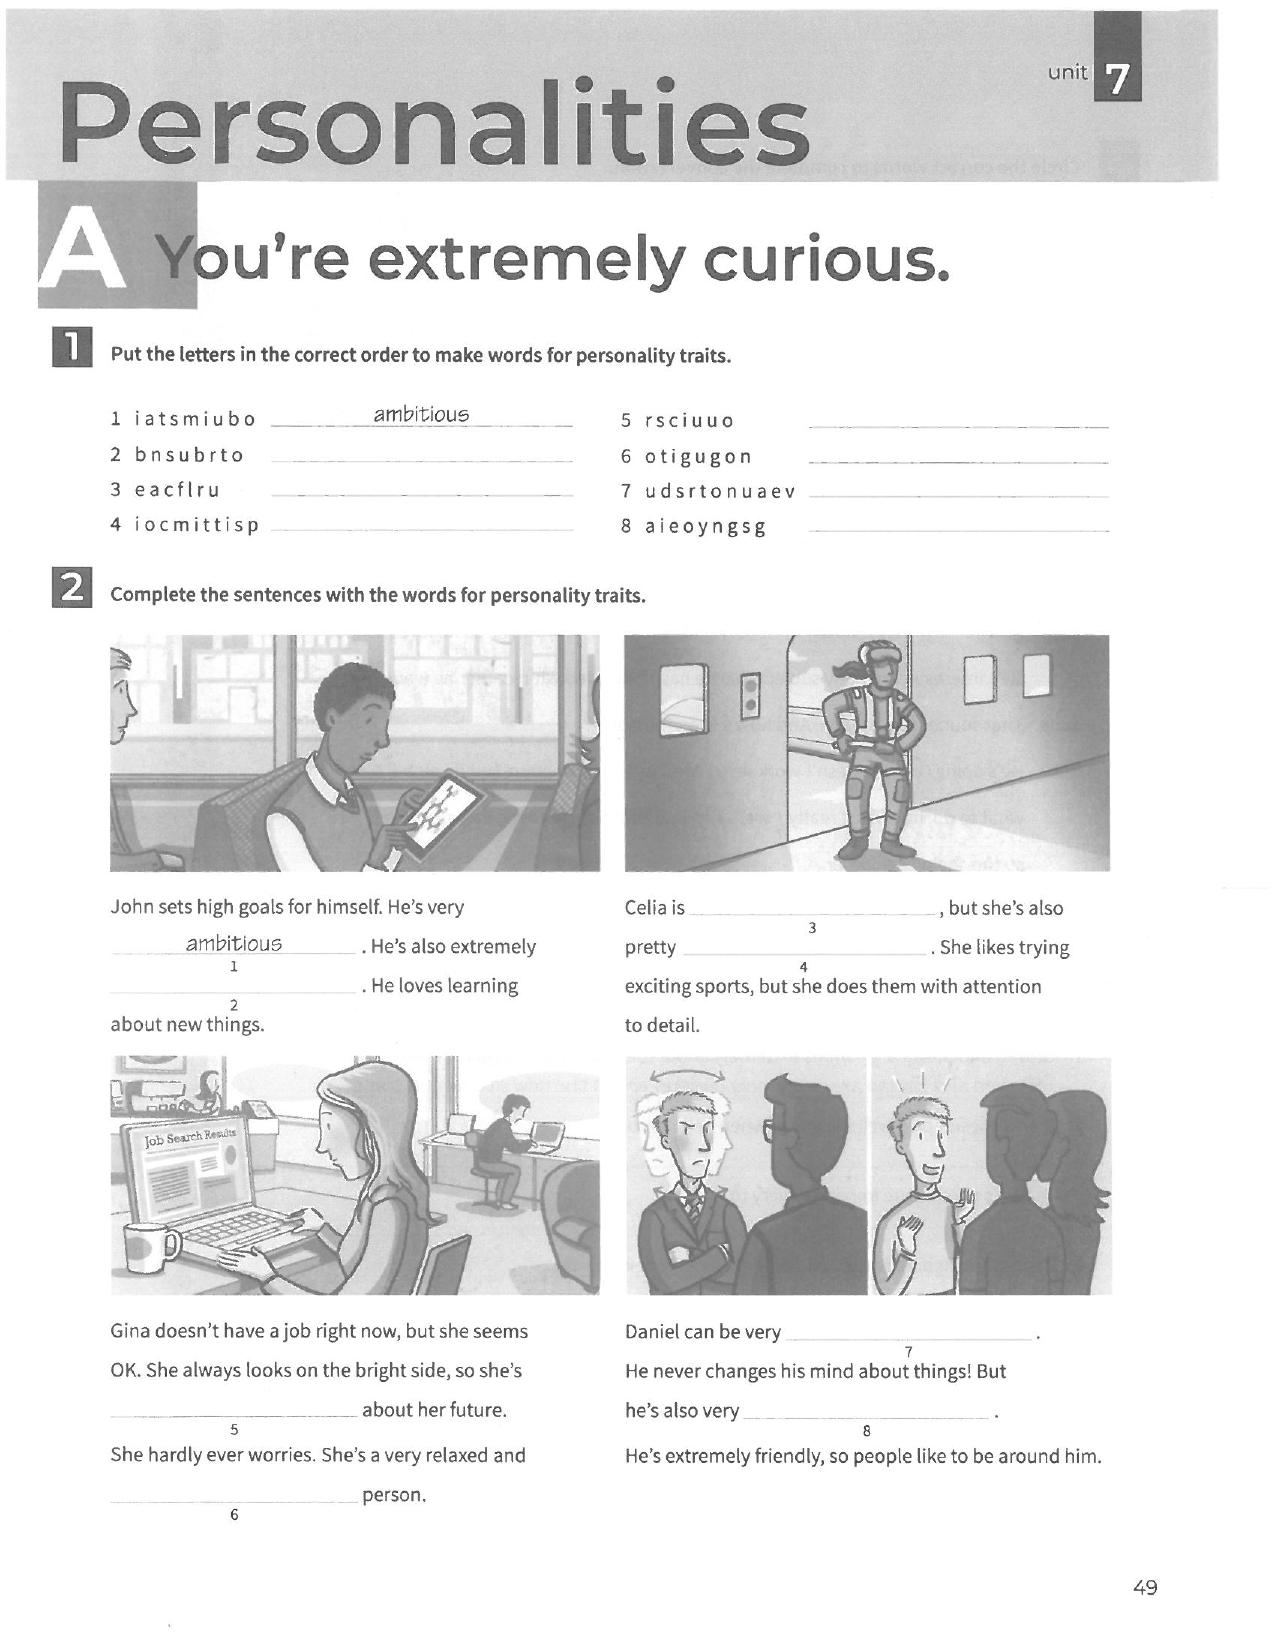 unit 7
Personalities
A You're extremely curious.
1 Put the letters in the correct order to make words for personality traits.
1 iatsmiubo ambitious
2 bnsubrto
3 eacflru
4 iocmittisp
5 rsciuuo
6 otigugon
7 udsrtonuaev
8 aieoyngsg
2 Complete the sentences with the words for personality traits.
John sets high goals for himself. He's very
ambitious . He's also extremely
1
. He loves learning
2
about new things.
Celia is , but she's also
3
pretty . She likes trying
4
exciting sports, but she does them with attention
to detail.
Job Search Results
Gina doesn't have a job right now, but she seems
OK. She always looks on the bright side, so she's
about her future.
5
She hardly ever worries. She's a very relaxed and
person.
6
Daniel can be very .
7
He never changes his mind about things! But
he's also very .
8
He's extremely friendly, so people like to be around him.
49